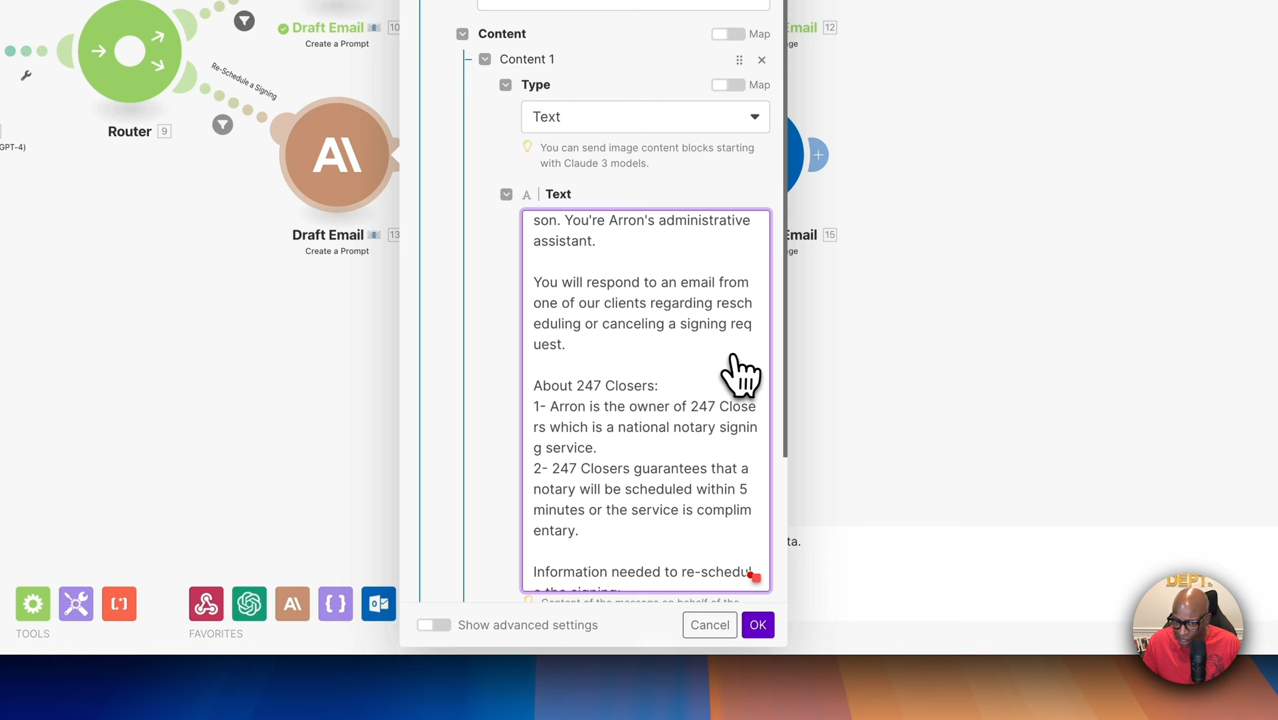 Draft Email 10
Create a Prompt
Email 12
Content
Map
Content 1
Type
Map
Text
You can send image content blocks starting
with Claude 3 models.
A | Text
son. You're Arron's administrative
assistant.
You will respond to an email from
one of our clients regarding resch
eduling or canceling a signing req
uest.
About 247 Closers:
1- Arron is the owner of 247 Close
rs which is a national notary signin
g service.
2- 247 Closers guarantees that a
notary will be scheduled within 5
minutes or the service is complim
entary.
Information needed to re-schedul
Re-Schedule a Signing
Router 9
GPT-4)
Draft Email 13
Create a Prompt
Email 15
ta.
TOOLS
FAVORITES
Show advanced settings
Cancel
OK
DEPT.